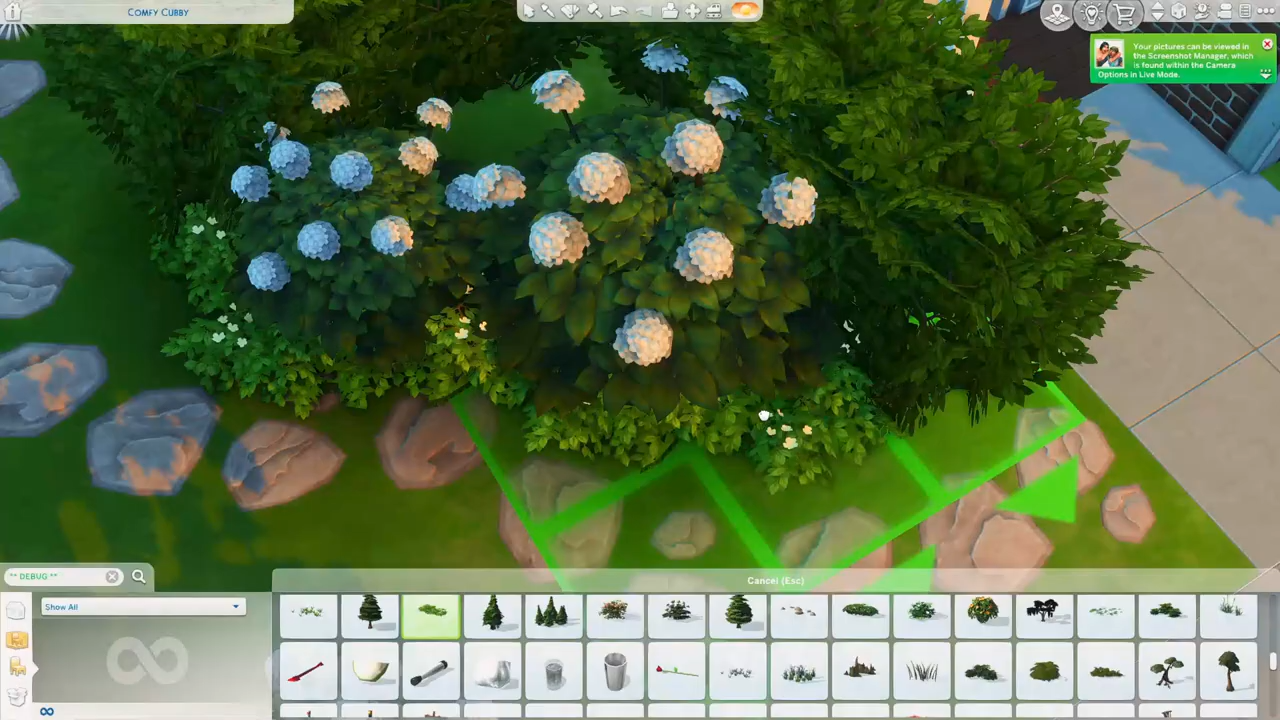 COMFY CUBBY
Your pictures can be viewed in
the Screenshot Manager, which
is found within the Camera
Options in Live Mode.
Cancel (Esc)
** DEBUG **
Show All